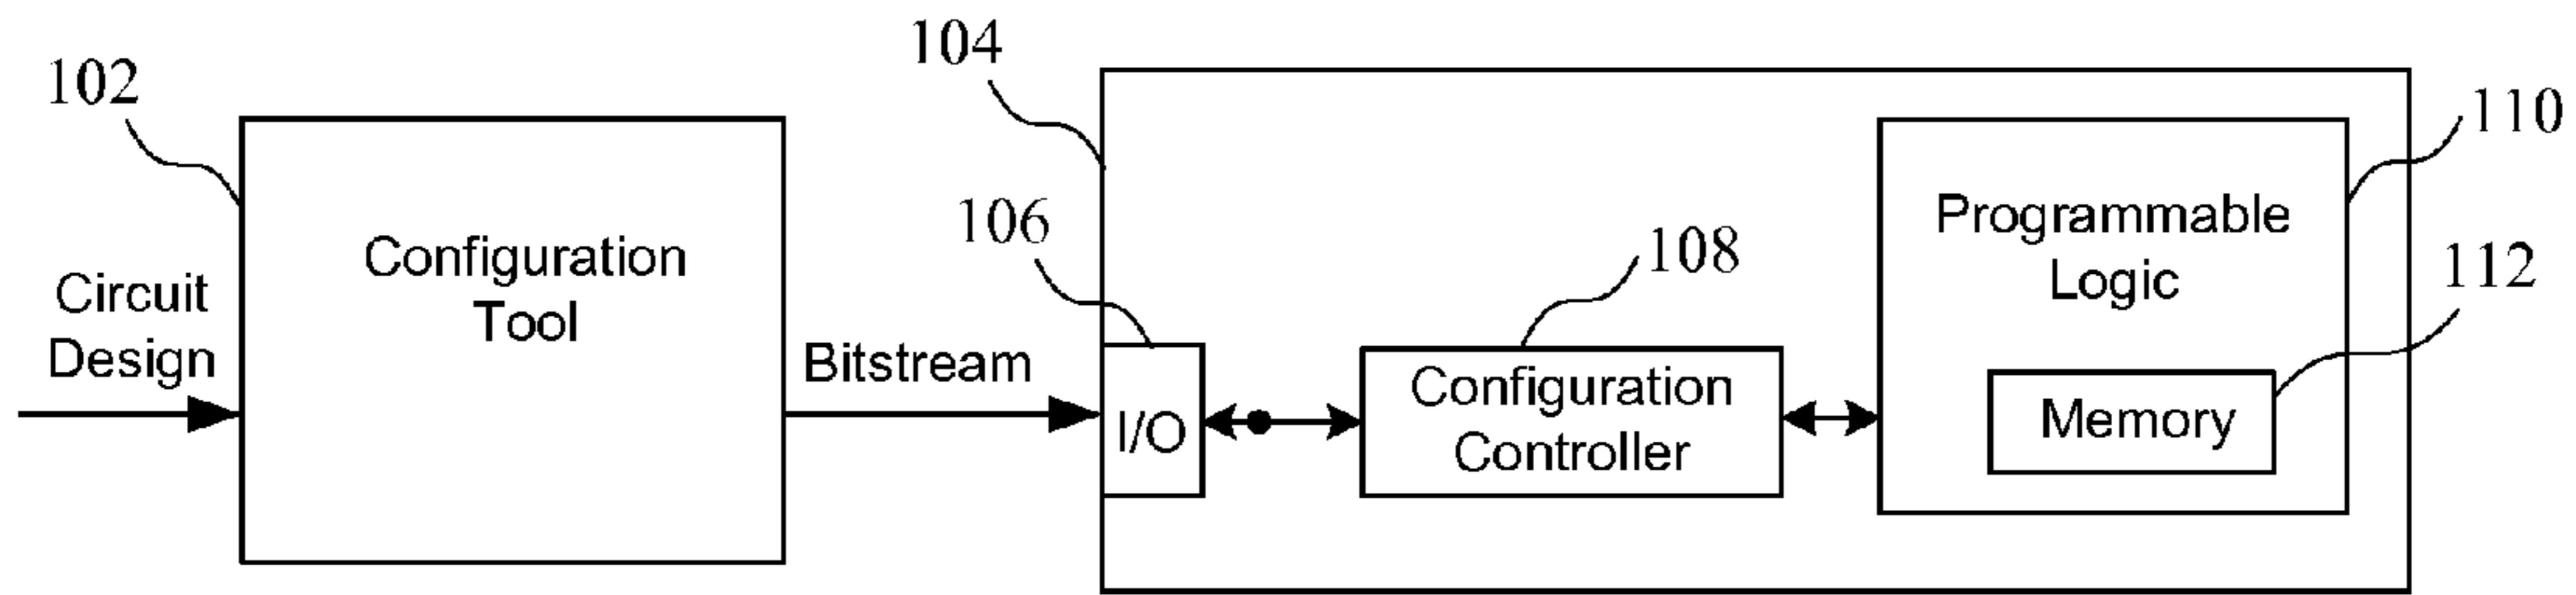 102
104
110
106
108
112
Circuit
Design
Configuration
Tool
Bitstream
I/O
Configuration
Controller
Programmable
Logic
Memory